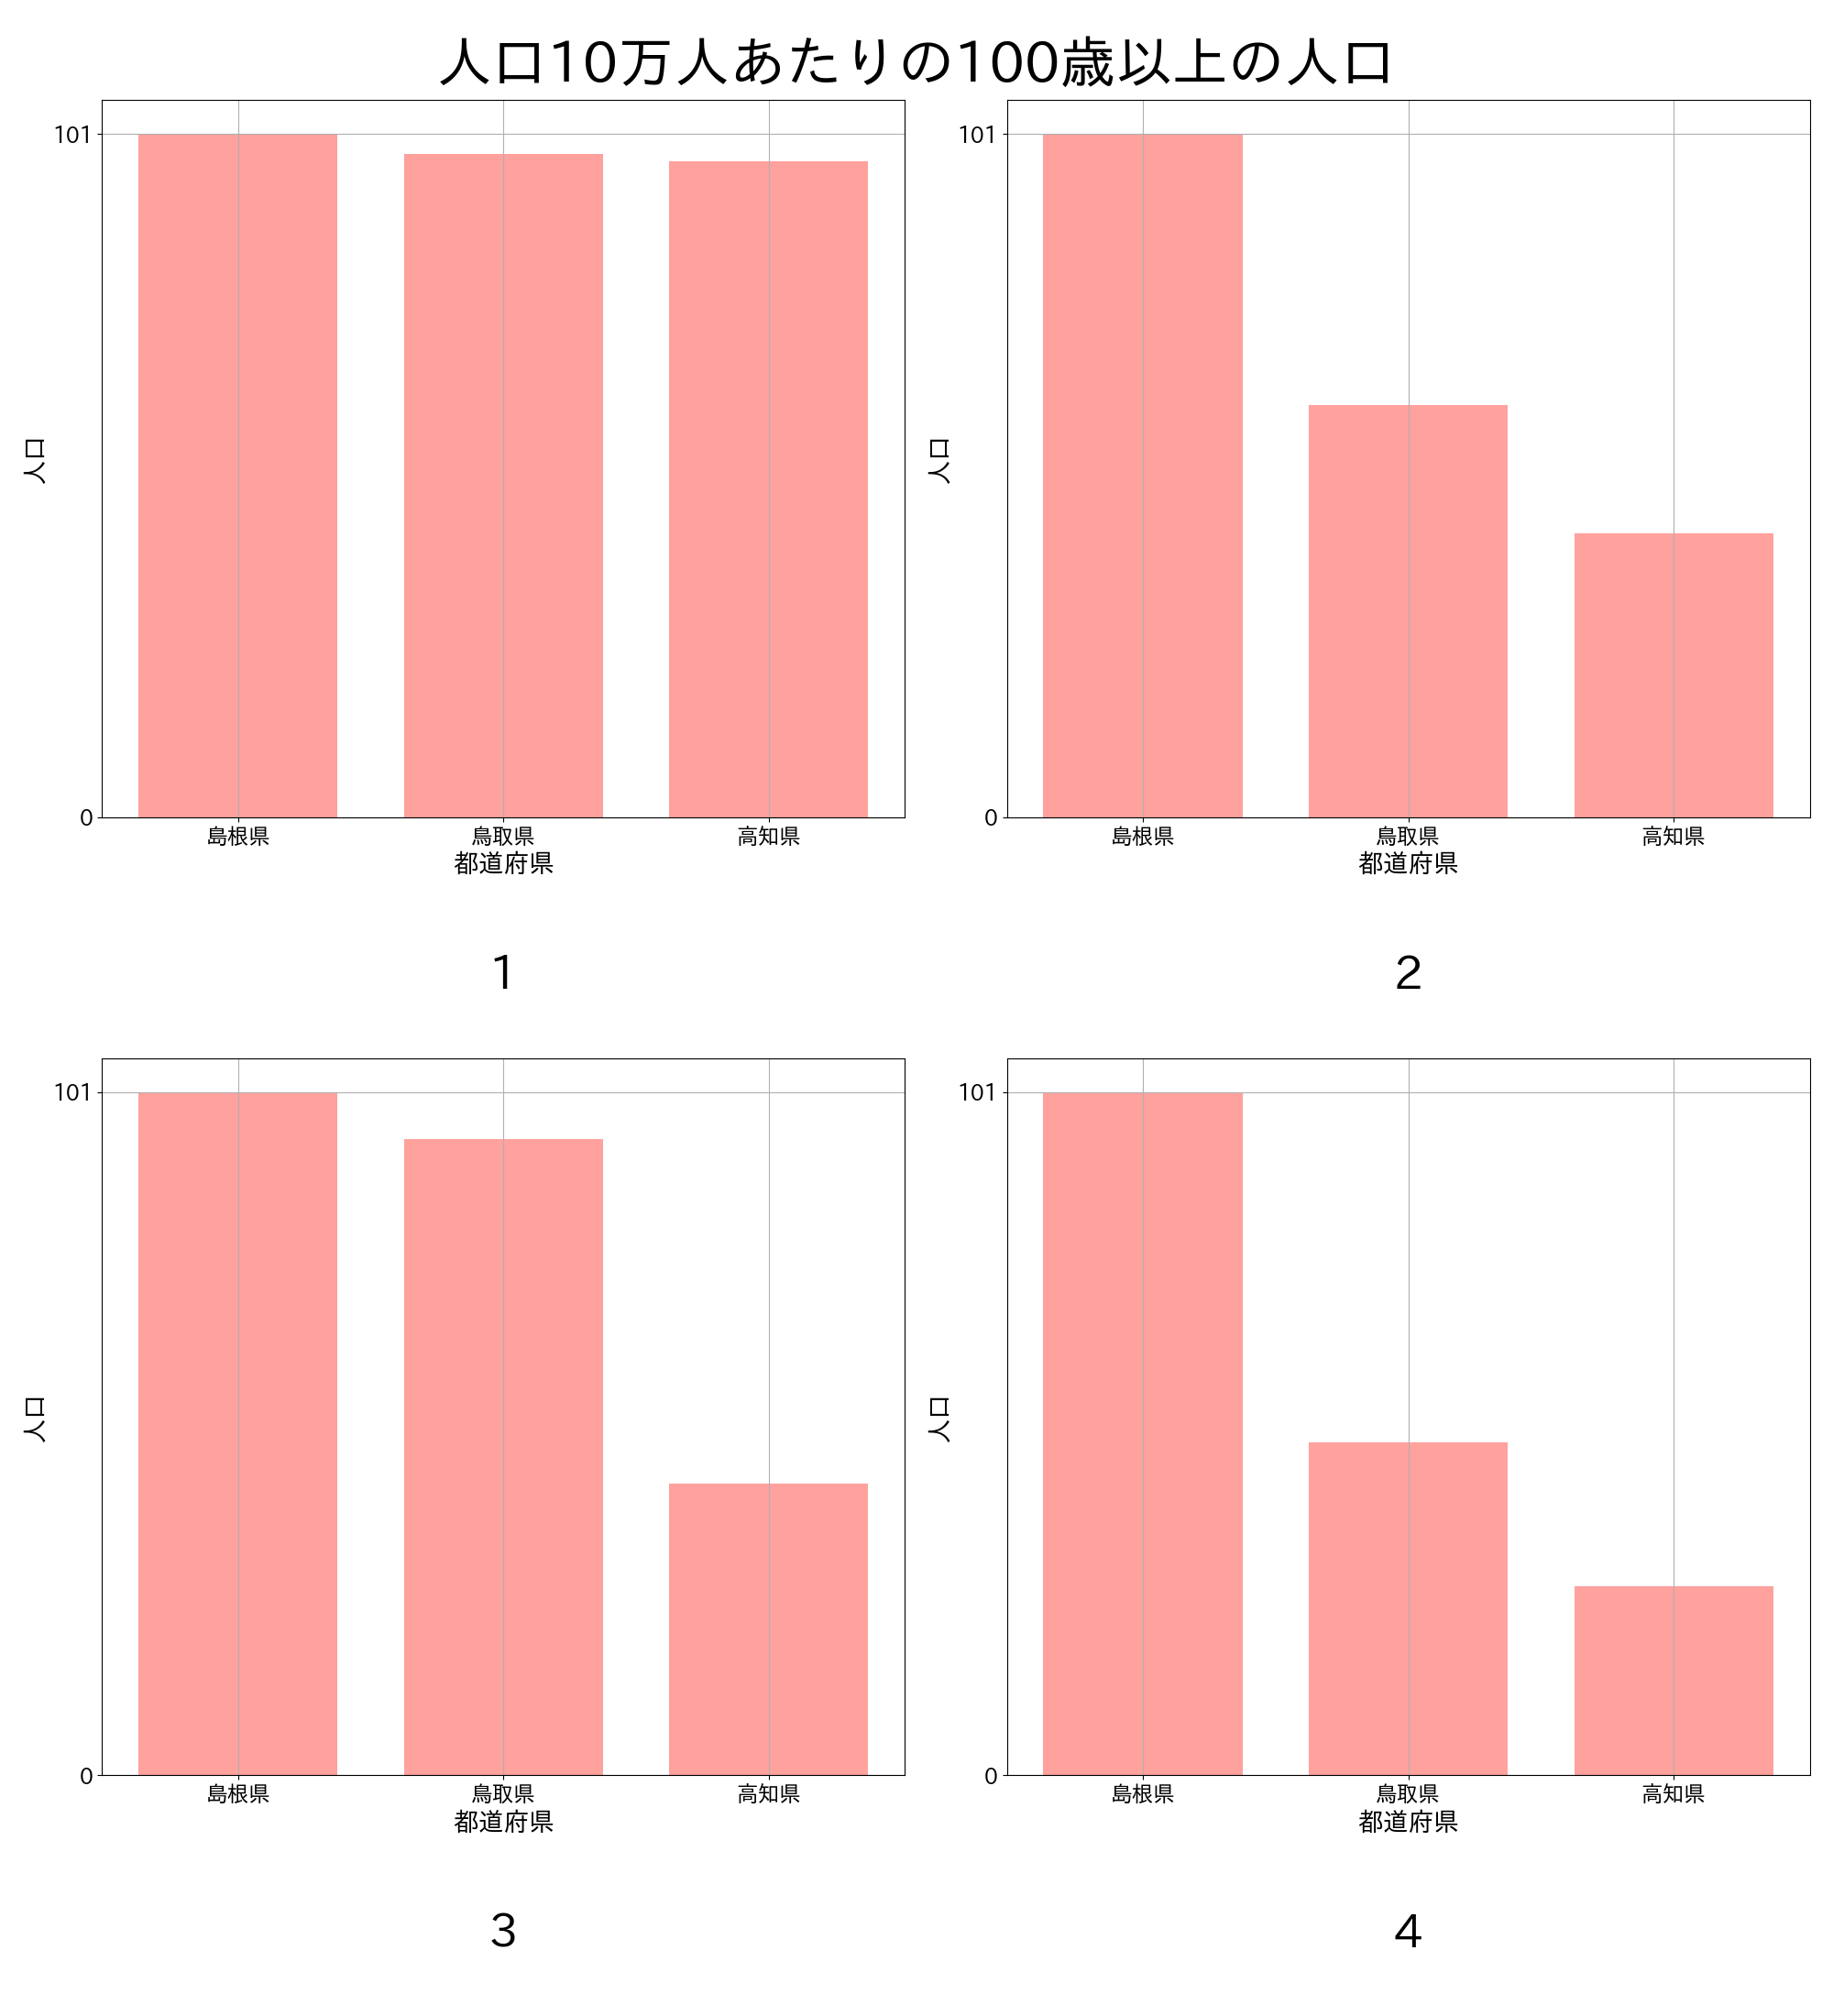 人口10万人あたりの100歳以上の人口
101
0
人口
島根県 鳥取県 高知県
都道府県
1
101
0
人口
島根県 鳥取県 高知県
都道府県
2
101
0
人口
島根県 鳥取県 高知県
都道府県
3
101
0
人口
島根県 鳥取県 高知県
都道府県
4